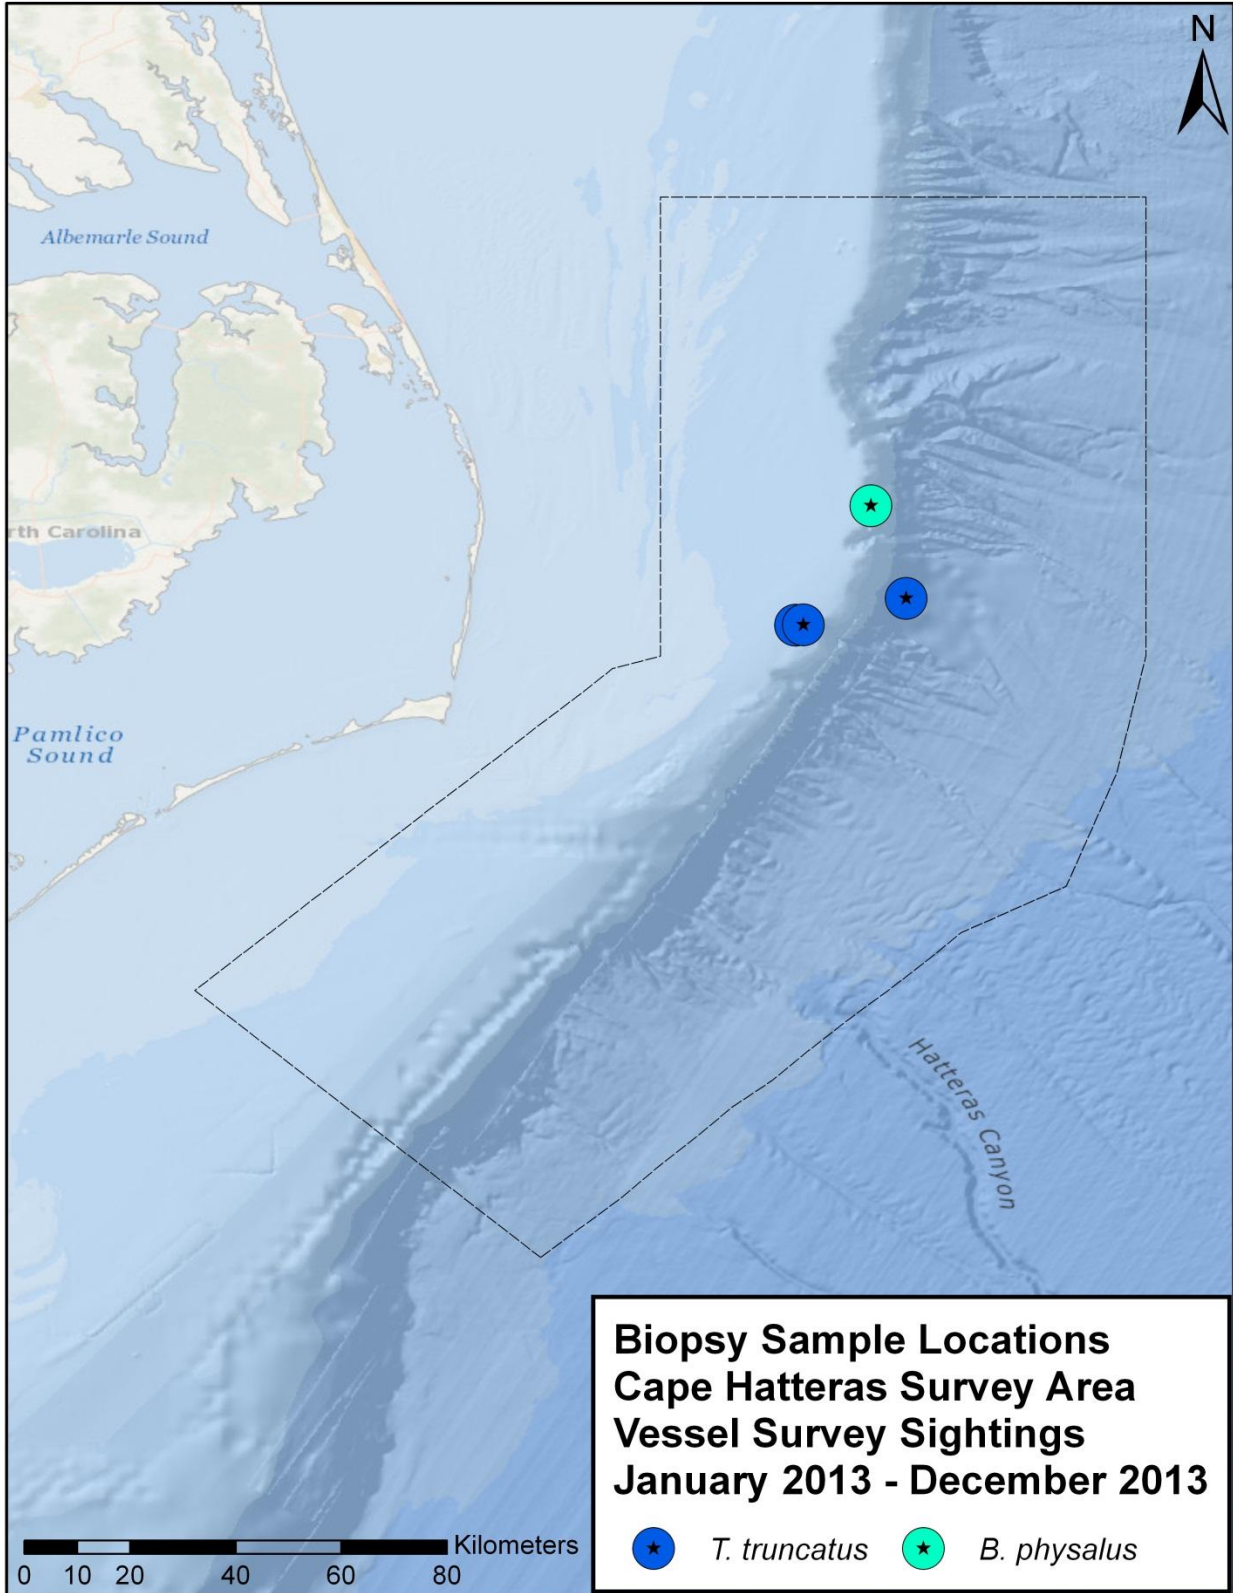 N
Albemarle Sound
rth Carolina
Pamlico
Sound
Hatteras Canyon
Biopsy Sample Locations
Cape Hatteras Survey Area
Vessel Survey Sightings
January 2013 - December 2013
T. truncatus B. physalus
Kilometers
0 10 20 40 60 80